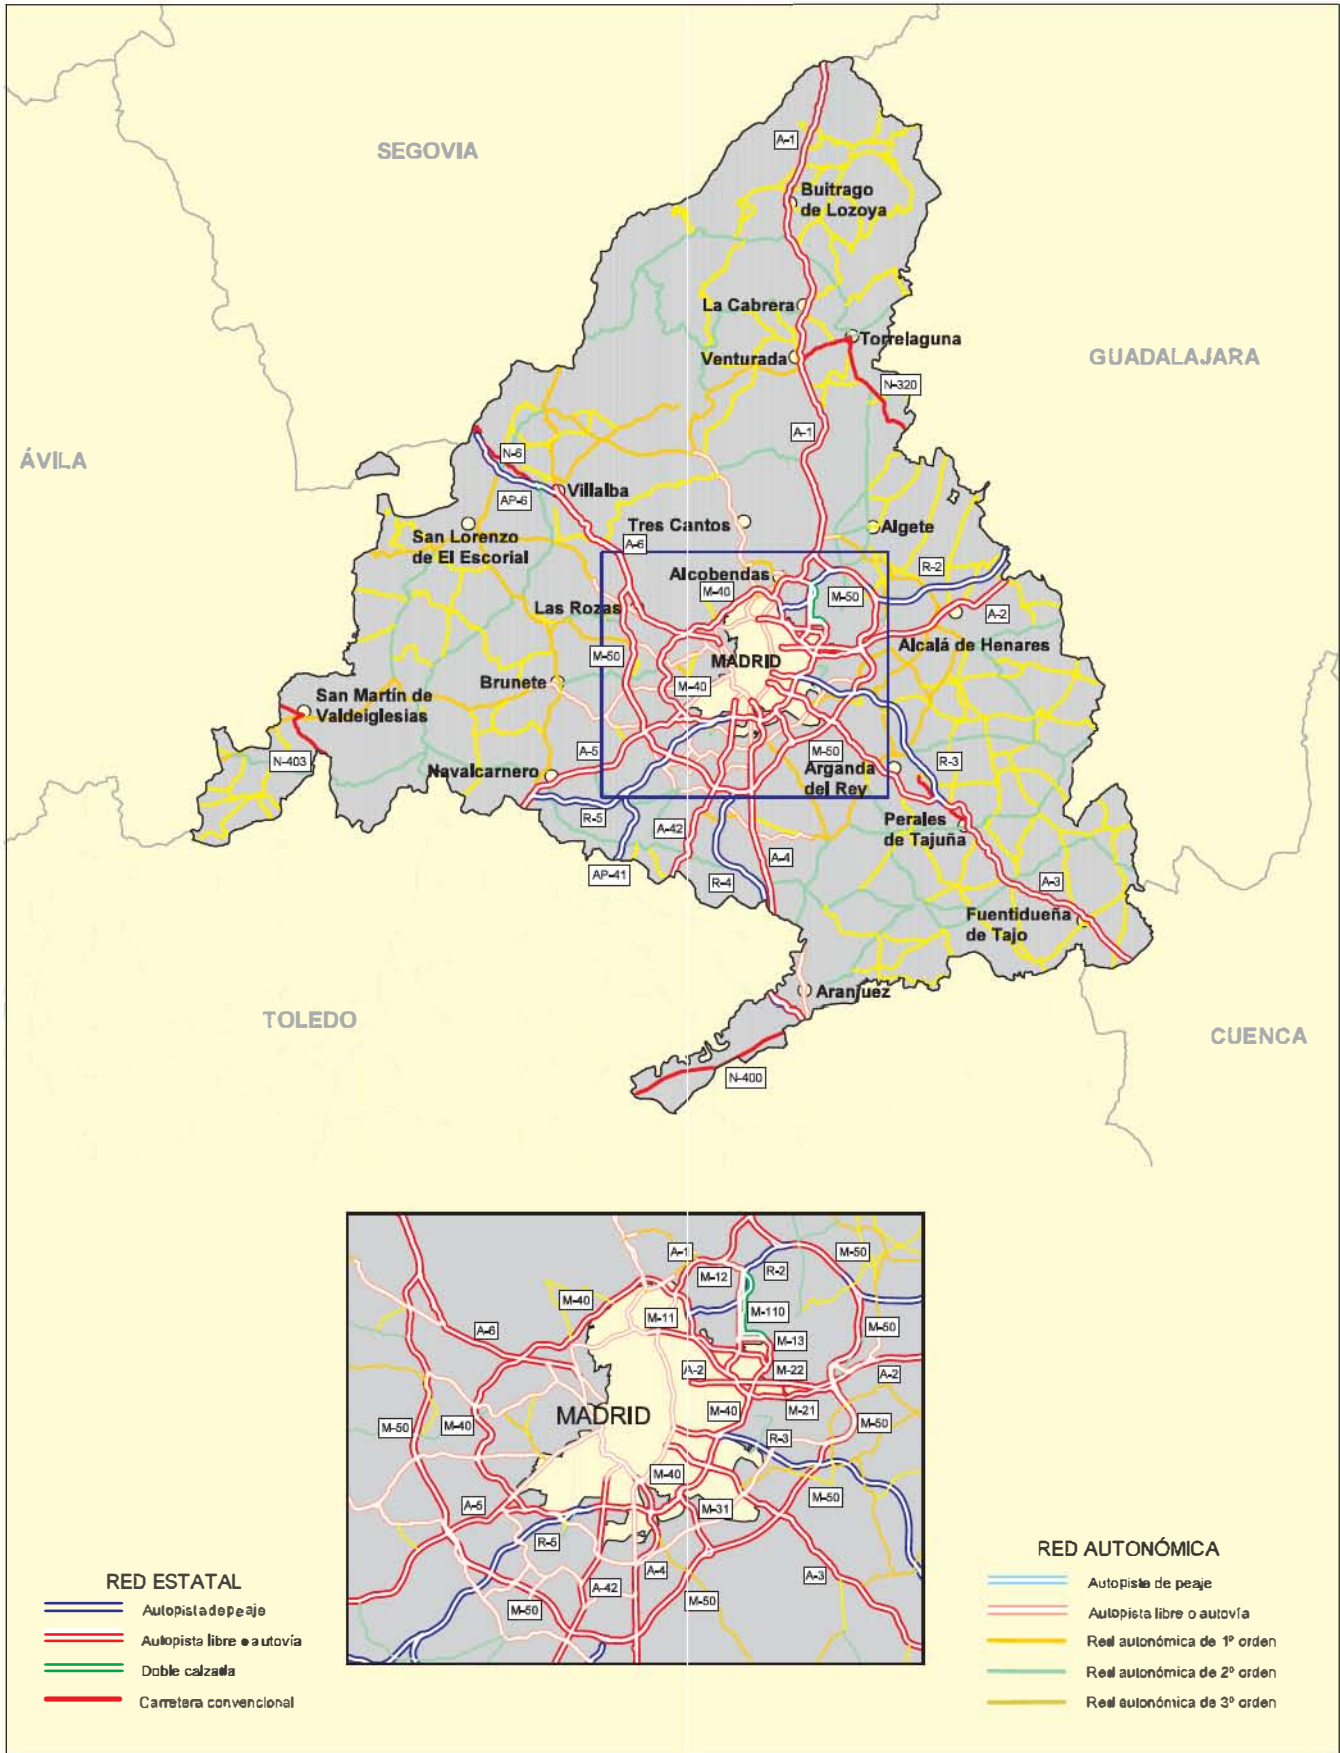 SEGOVIA
A-1
Buitrago
de Lozoya
La Cabrera
Torrelaguna
Venturada
GUADALAJARA
N-320
A-1
ÁVILA
N-6
AP-6
Villalba
San Lorenzo
de El Escorial
Tres Cantos
Algete
A-6
R-2
Alcobendas
M-40
M-50
Las Rozas
A-2
Alcalá de Henares
M-50
MADRID
Brunete
M-40
San Martín de
Valdeiglesias
N-403
A-5
M-50
Navalcarnero
Arganda
del Rey
R-3
R-5
A-42
Perales
de Tajuña
AP-41
R-4
A-4
A-3
Fuentidueña
de Tajo
Aranjuez
TOLEDO
CUENCA
N-400
A-1
M-50
M-12
R-2
M-40
M-11
M-110
A-6
M-50
M-13
A-2
M-22
A-2
M-50
M-40
MADRID
M-40
M-21
M-50
R-3
M-40
M-50
A-5
M-31
R-5
A-4
A-3
A-42
M-50
M-50
RED ESTATAL
Autopista de peaje
Autopista libre o autovía
Doble calzada
Carretera convencional
RED AUTONÓMICA
Autopista de peaje
Autopista libre o autovía
Red autonómica de 1º orden
Red autonómica de 2º orden
Red autonómica de 3º orden